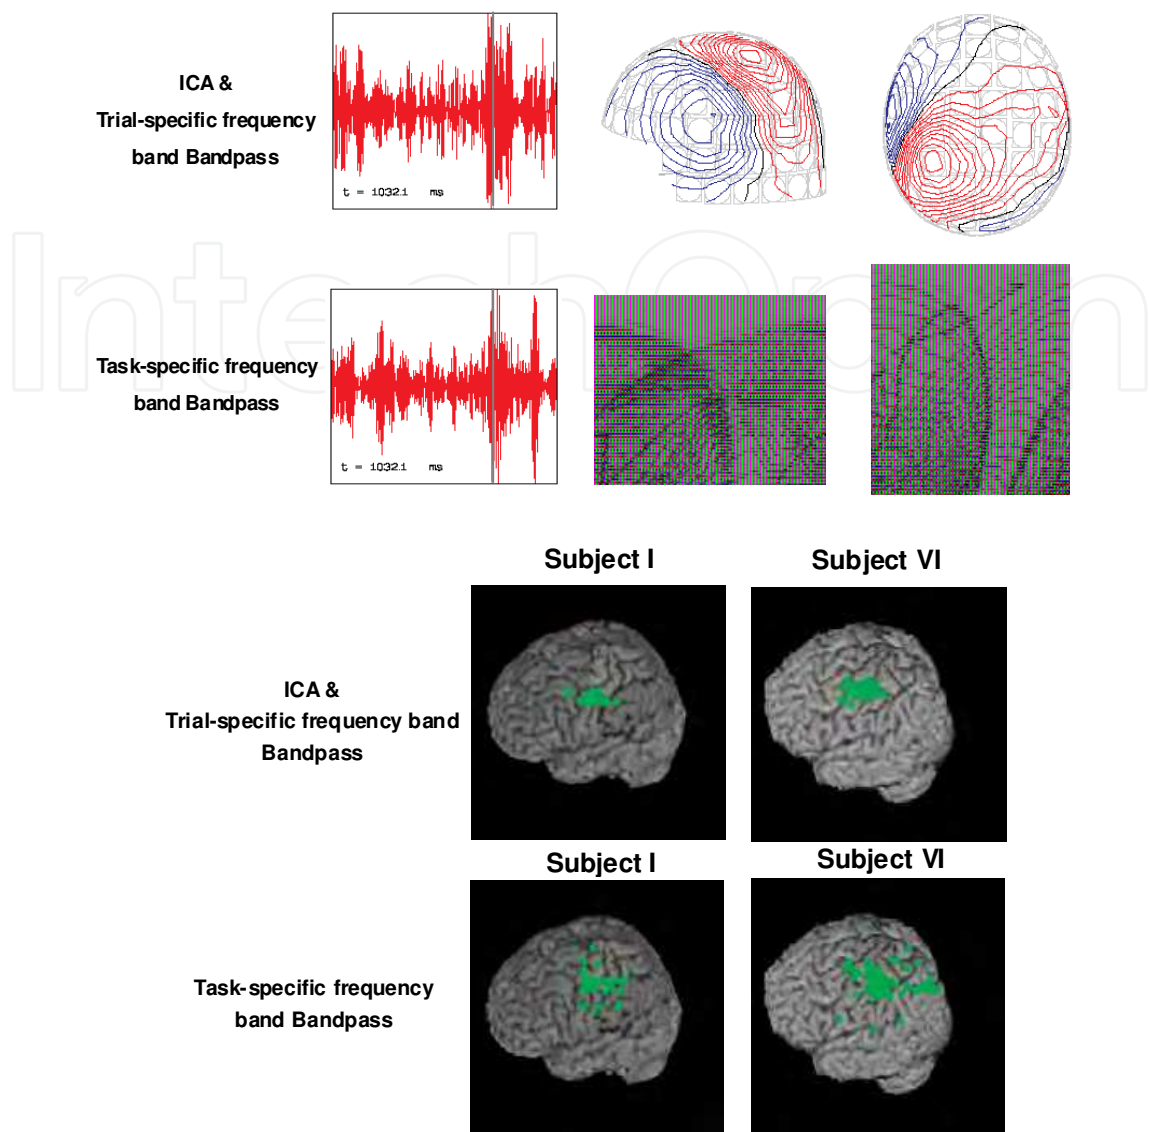 ICA &
Trial-specific frequency
band Bandpass
t = 1032.1 ms
IntechOpen
Task-specific frequency
band Bandpass
t = 1032.1 ms
Subject I
Subject VI
ICA &
Trial-specific frequency band
Bandpass
Subject I
Subject VI
Task-specific frequency
band Bandpass